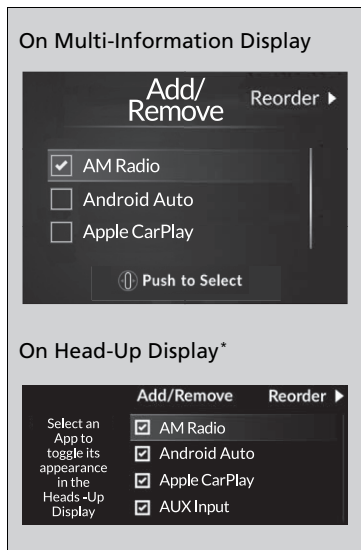 On Multi-Information Display
Add/
Remove
Reorder
AM Radio
Android Auto
Apple CarPlay
Push to Select
On Head-Up Display*
Add/Remove
Reorder
Select an
App to
toggle its
appearance
in the
Heads-Up
Display
AM Radio
Android Auto
Apple CarPlay
AUX Input